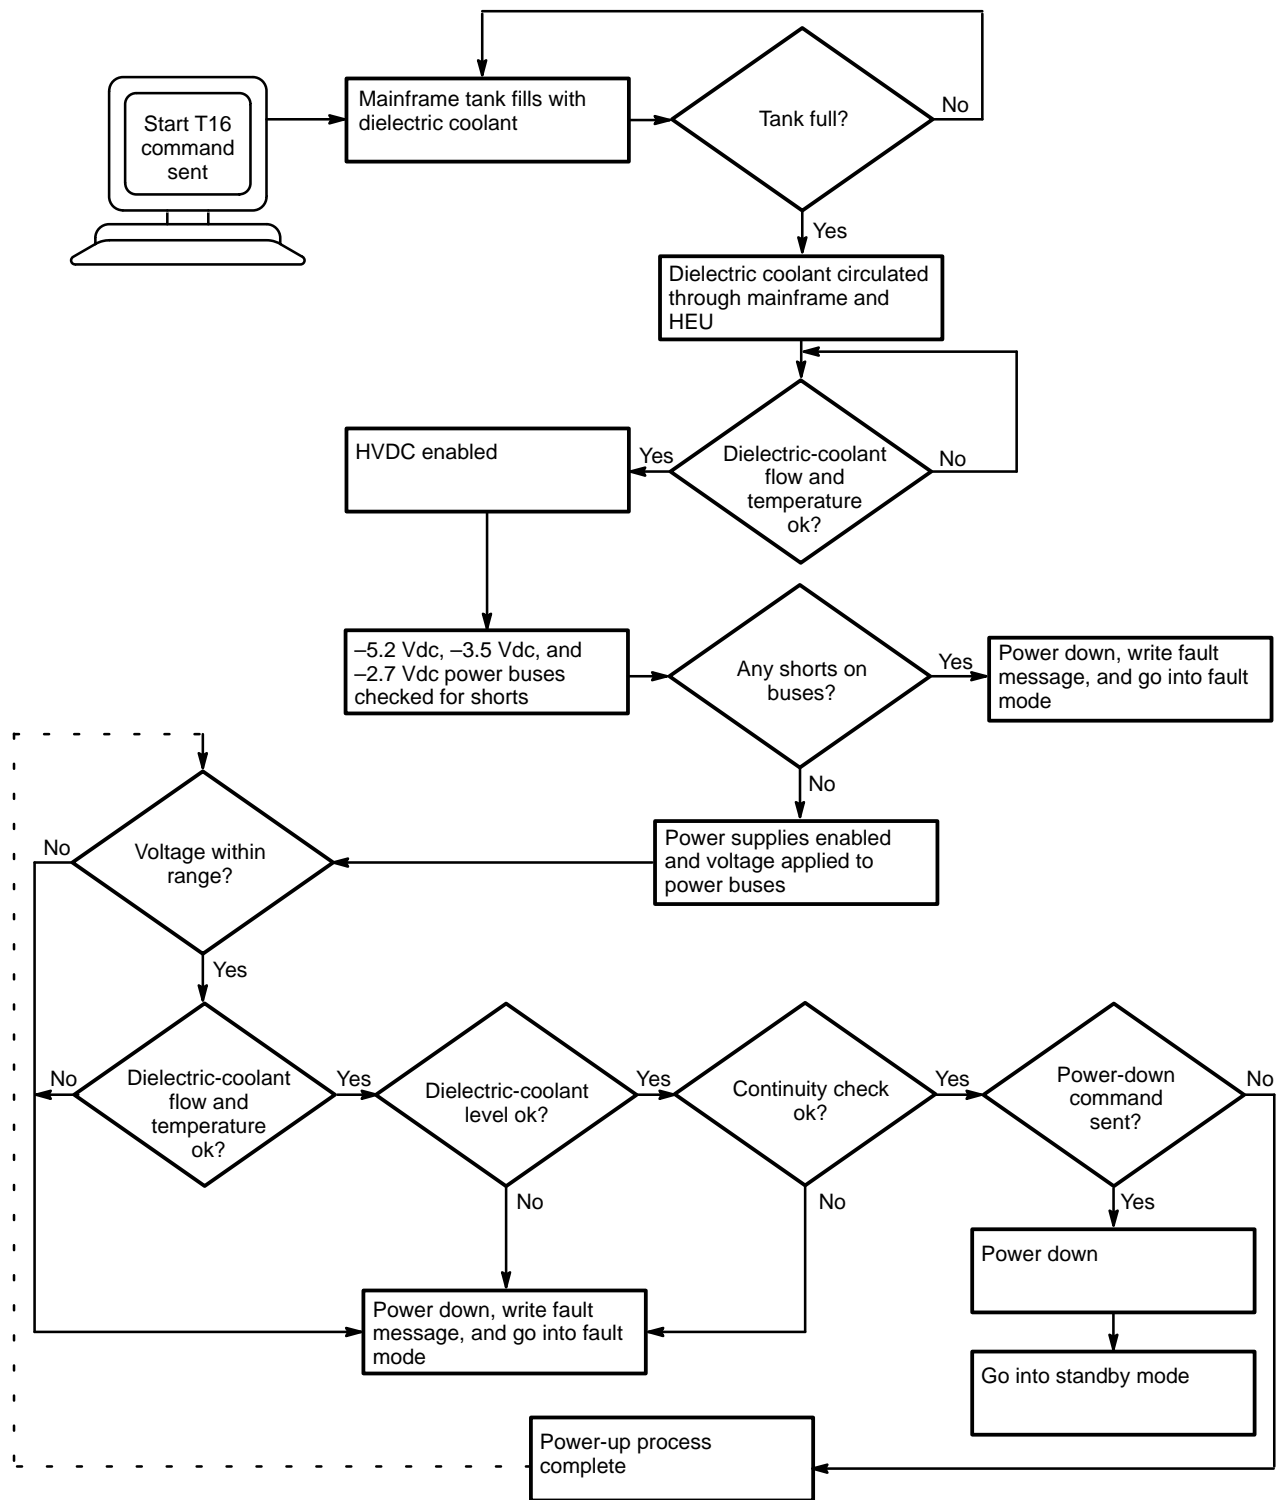 Start T16
command
sent
Mainframe tank fills with
dielectric coolant
Tank full?
No
Yes
Dielectric coolant circulated
through mainframe and
HEU
HVDC enabled
Yes
Dielectric-coolant
flow and
temperature
ok?
No
–5.2 Vdc, –3.5 Vdc, and
–2.7 Vdc power buses
checked for shorts
Any shorts on
buses?
Yes
Power down, write fault
message, and go into fault
mode
No
Power supplies enabled
and voltage applied to
power buses
No
Voltage within
range?
Yes
No
Dielectric-coolant
flow and
temperature
ok?
Yes
Dielectric-coolant
level ok?
Yes
Continuity check
ok?
Yes
Power-down
command
sent?
No
No
No
Yes
Power down
Power down, write fault
message, and go into fault
mode
Go into standby mode
Power-up process
complete